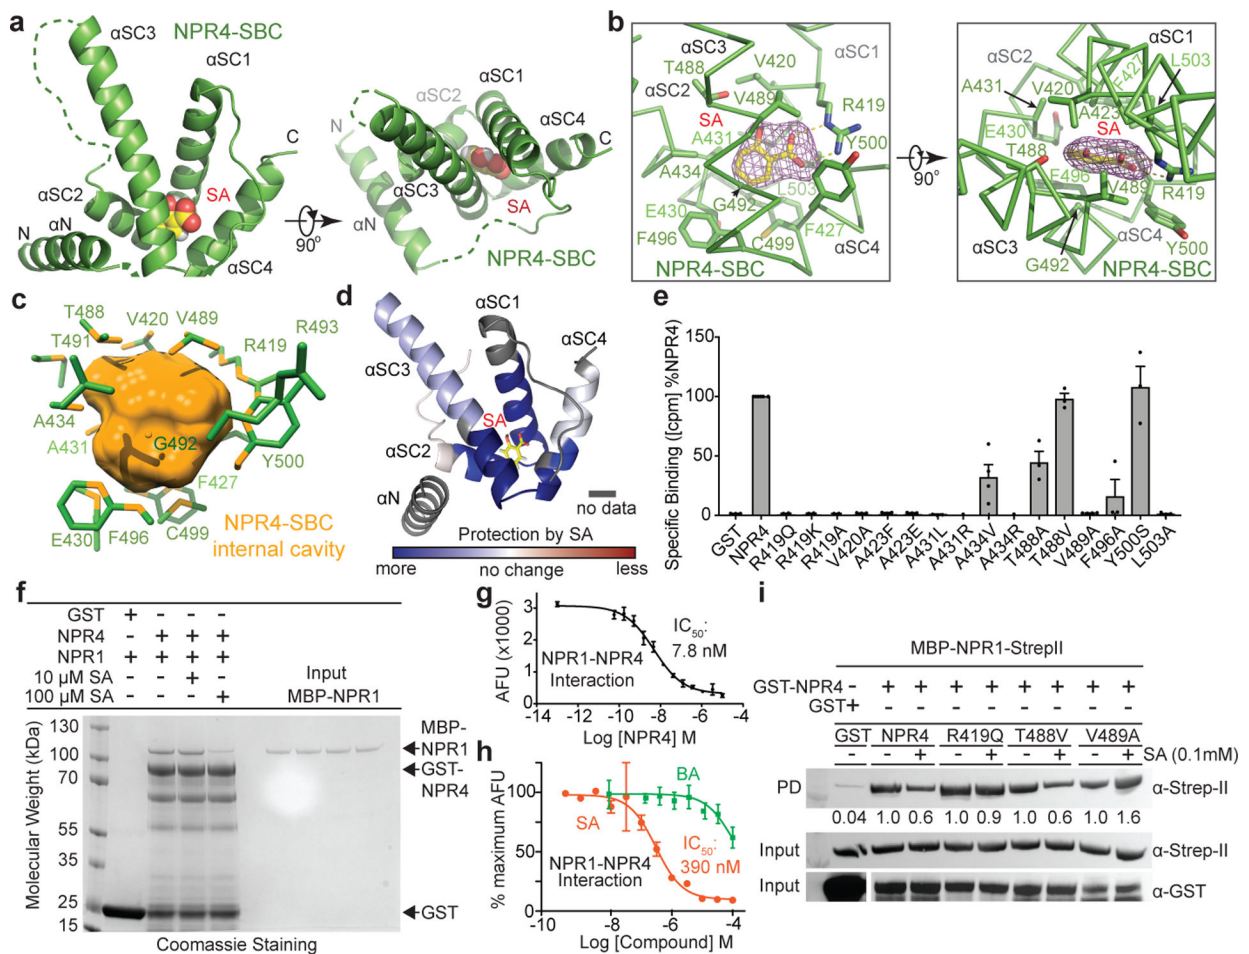 a
αSC3
NPR4-SBC
αSC1
αSC2
SA
C
N
αN
αSC4
90°
αSC1
αSC2
αSC4
N
C
αSC3
SA
αN
NPR4-SBC
b
αSC3
αSC1
T488
V420
αSC2
V489
R419
SA
A431
Y500
A434
L503
G492
E430
F427
F496
C499
αSC4
NPR4-SBC
90°
αSC1
αSC2
F427
L503
A431
V420
A423
SA
E430
T488
F496
V489
R419
αSC3
αSC4
Y500
G492
NPR4-SBC
c
T488
V420
V489
R493
T491
R419
A434
A431
G492
Y500
F427
E430
F496
C499
NPR4-SBC
internal cavity
d
αSC1
αSC4
αSC3
SA
αSC2
αN
no data
Protection by SA
more
no change
less
e
Specific Binding ([cpm] %NPR4)
150
100
50
0
GST
NPR4
R419Q
R419K
R419A
V420A
A423F
A423E
A431L
A431R
A434V
A434R
T488A
T488V
V489A
F496A
Y500S
L503A
f
GST + - - -
NPR4 - + + +
NPR1 + + + +
10 µM SA - - + -
100 µM SA - - - +
Input
MBP-NPR1
Molecular Weight (kDa)
130
100
70
55
35
25
15
MBP-
NPR1
GST-
NPR4
GST
Coomassie Staining
g
AFU (x1000)
3
2
1
0
IC50:
7.8 nM
NPR1-NPR4
Interaction
-14 -12 -10 -8 -6 -4
Log [NPR4] M
h
% maximum AFU
100
50
0
BA
SA
IC50:
390 nM
NPR1-NPR4
Interaction
-10 -8 -6 -4
Log [Compound] M
i
MBP-NPR1-StrepII
GST-NPR4 - + + + + + + + +
GST + - - - - - - - -
GST NPR4 R419Q T488V V489A
- - + - + - + - + SA (0.1mM)
PD α-Strep-II
0.04 1.0 0.6 1.0 0.9 1.0 0.6 1.0 1.6
Input α-Strep-II
Input α-GST